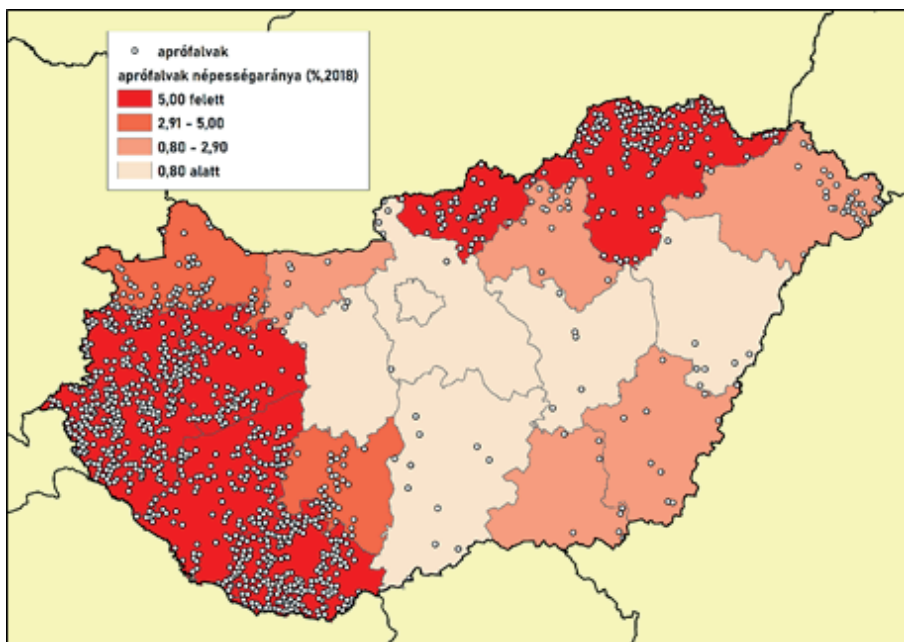 aprófalvak
aprófalvak népességaránya (%,2018)
5,00 felett
2,91 – 5,00
0,80 – 2,90
0,80 alatt